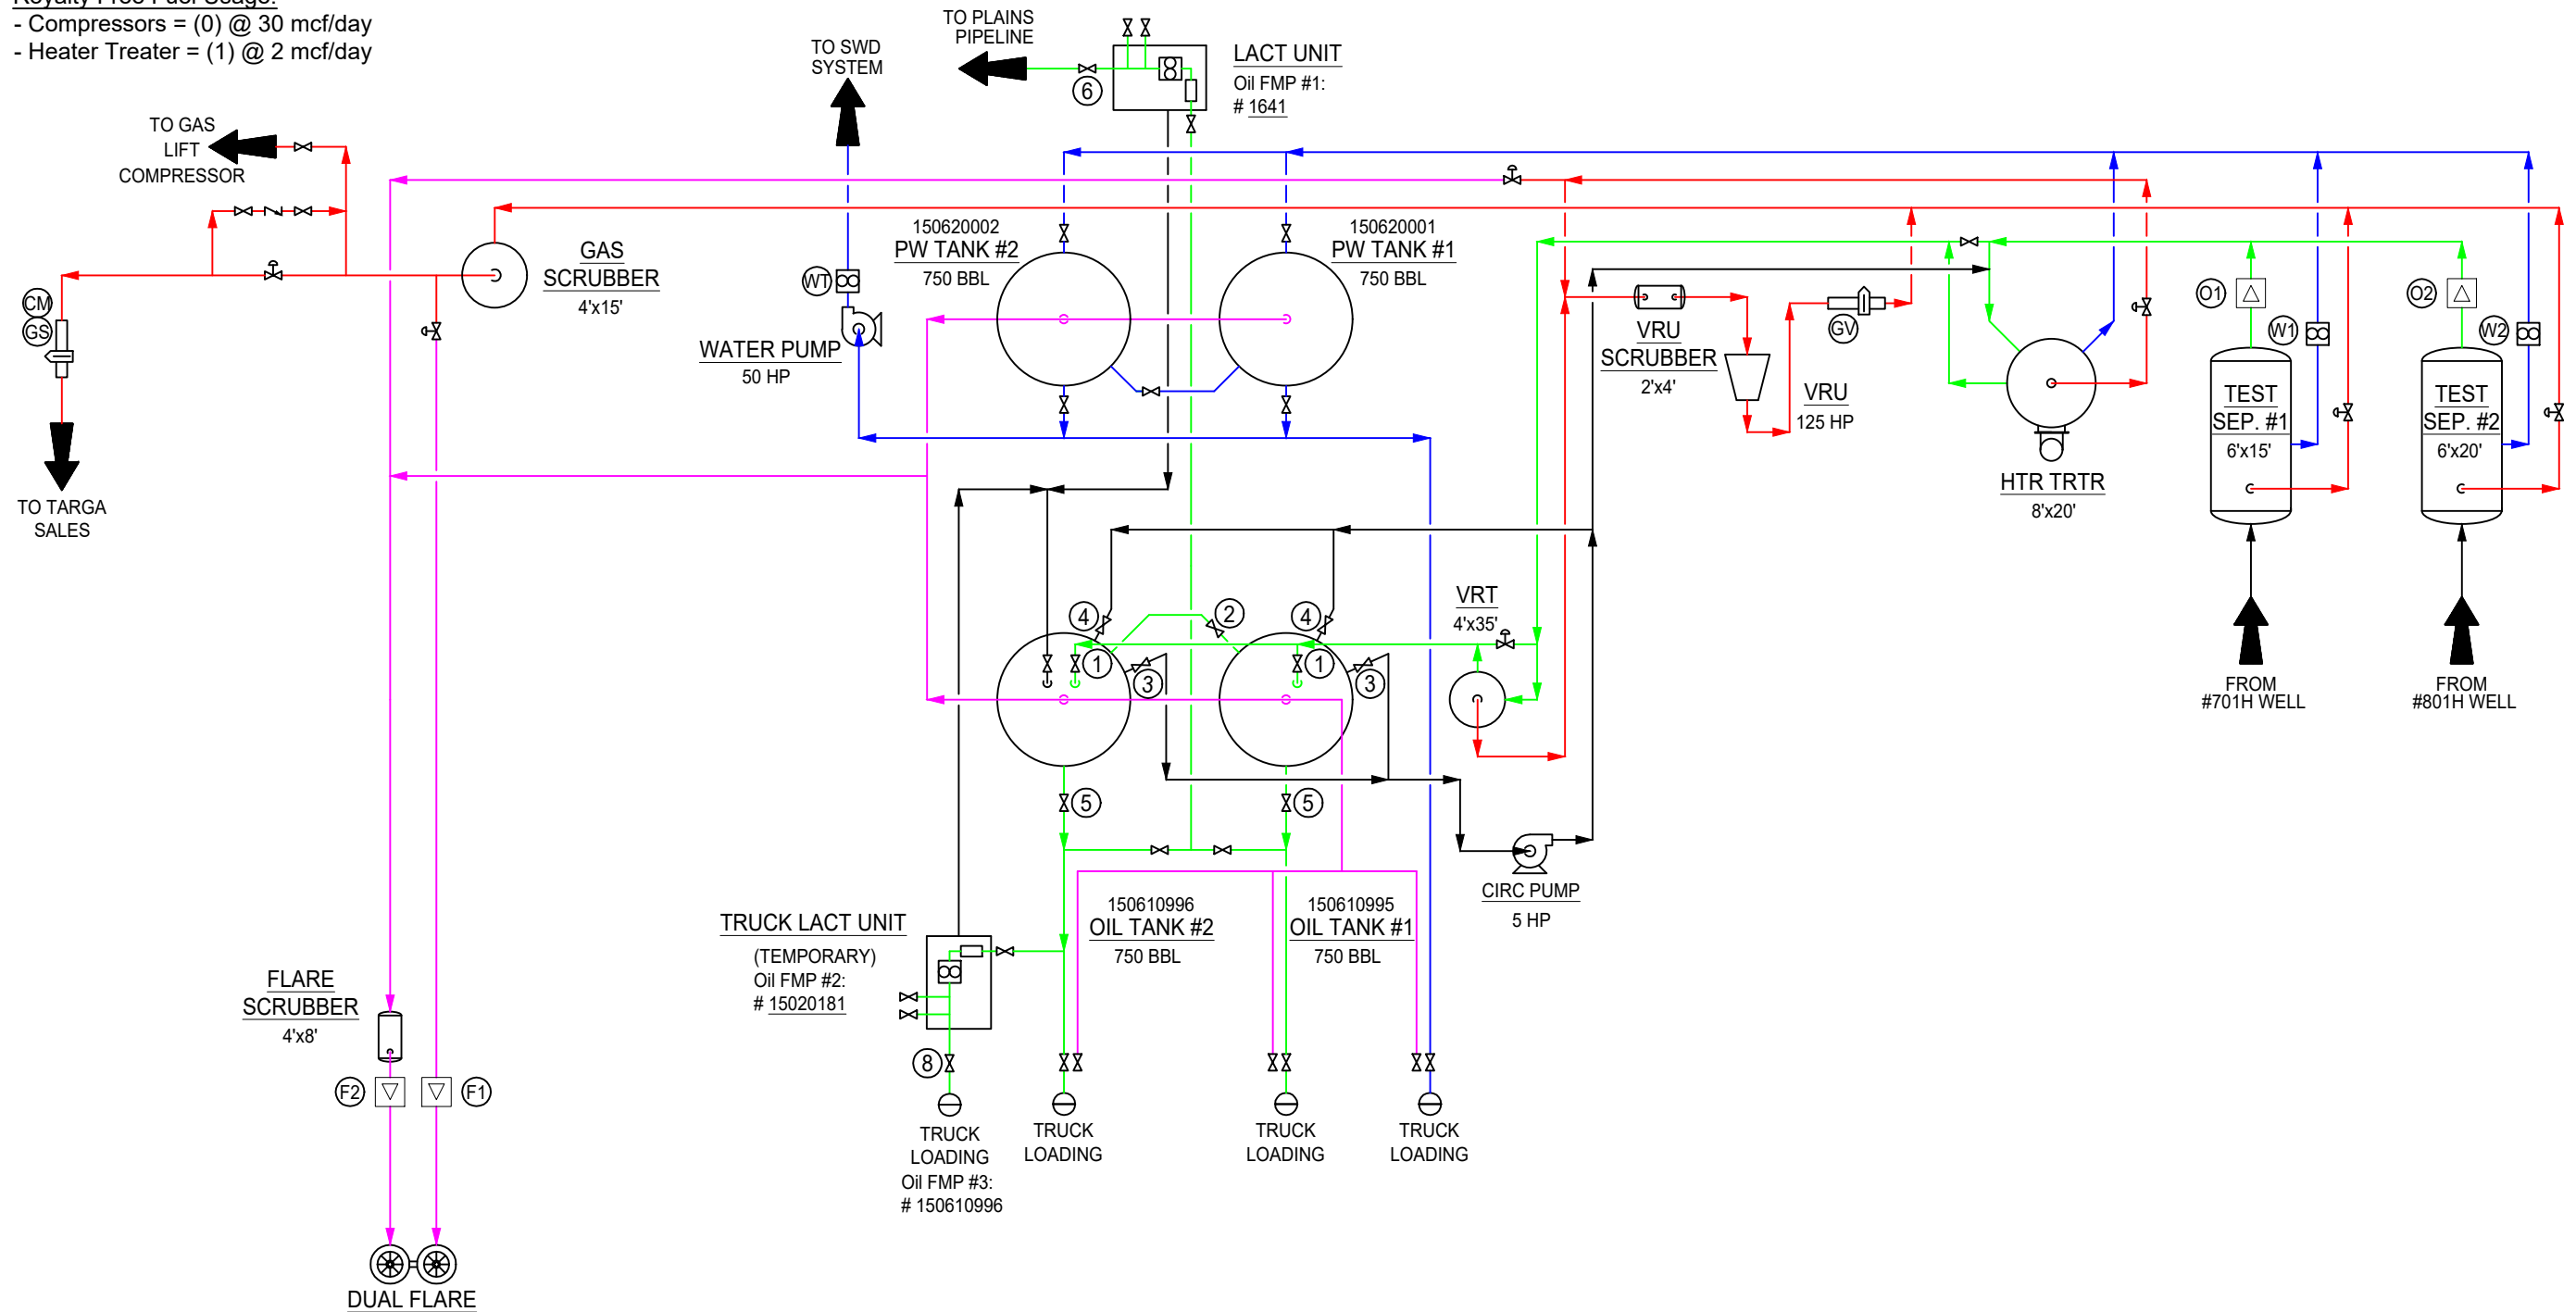 Royalty Free Fuel Usage:
- Compressors = (0) @ 30 mcf/day
- Heater Treater = (1) @ 2 mcf/day
TO PLAINS
PIPELINE
LACT UNIT
Oil FMP #1:
# 1641
6
TO SWD
SYSTEM
TO GAS
LIFT
COMPRESSOR
GAS
SCRUBBER
4'x15'
CM
GS
TO TARGA
SALES
WT
WATER PUMP
50 HP
150620002
PW TANK #2
750 BBL
150620001
PW TANK #1
750 BBL
VRU
SCRUBBER
2'x4'
VRU
125 HP
GV
HTR TRTR
8'x20'
O1
W1
TEST
SEP. #1
6'x15'
O2
W2
TEST
SEP. #2
6'x20'
FROM
#701H WELL
FROM
#801H WELL
VRT
4'x35'
4
2
4
1
3
1
3
5
5
CIRC PUMP
5 HP
150610996
OIL TANK #2
750 BBL
150610995
OIL TANK #1
750 BBL
TRUCK LACT UNIT
(TEMPORARY)
Oil FMP #2:
# 15020181
8
TRUCK
LOADING
Oil FMP #3:
# 150610996
TRUCK
LOADING
TRUCK
LOADING
TRUCK
LOADING
FLARE
SCRUBBER
4'x8'
F2
F1
DUAL FLARE